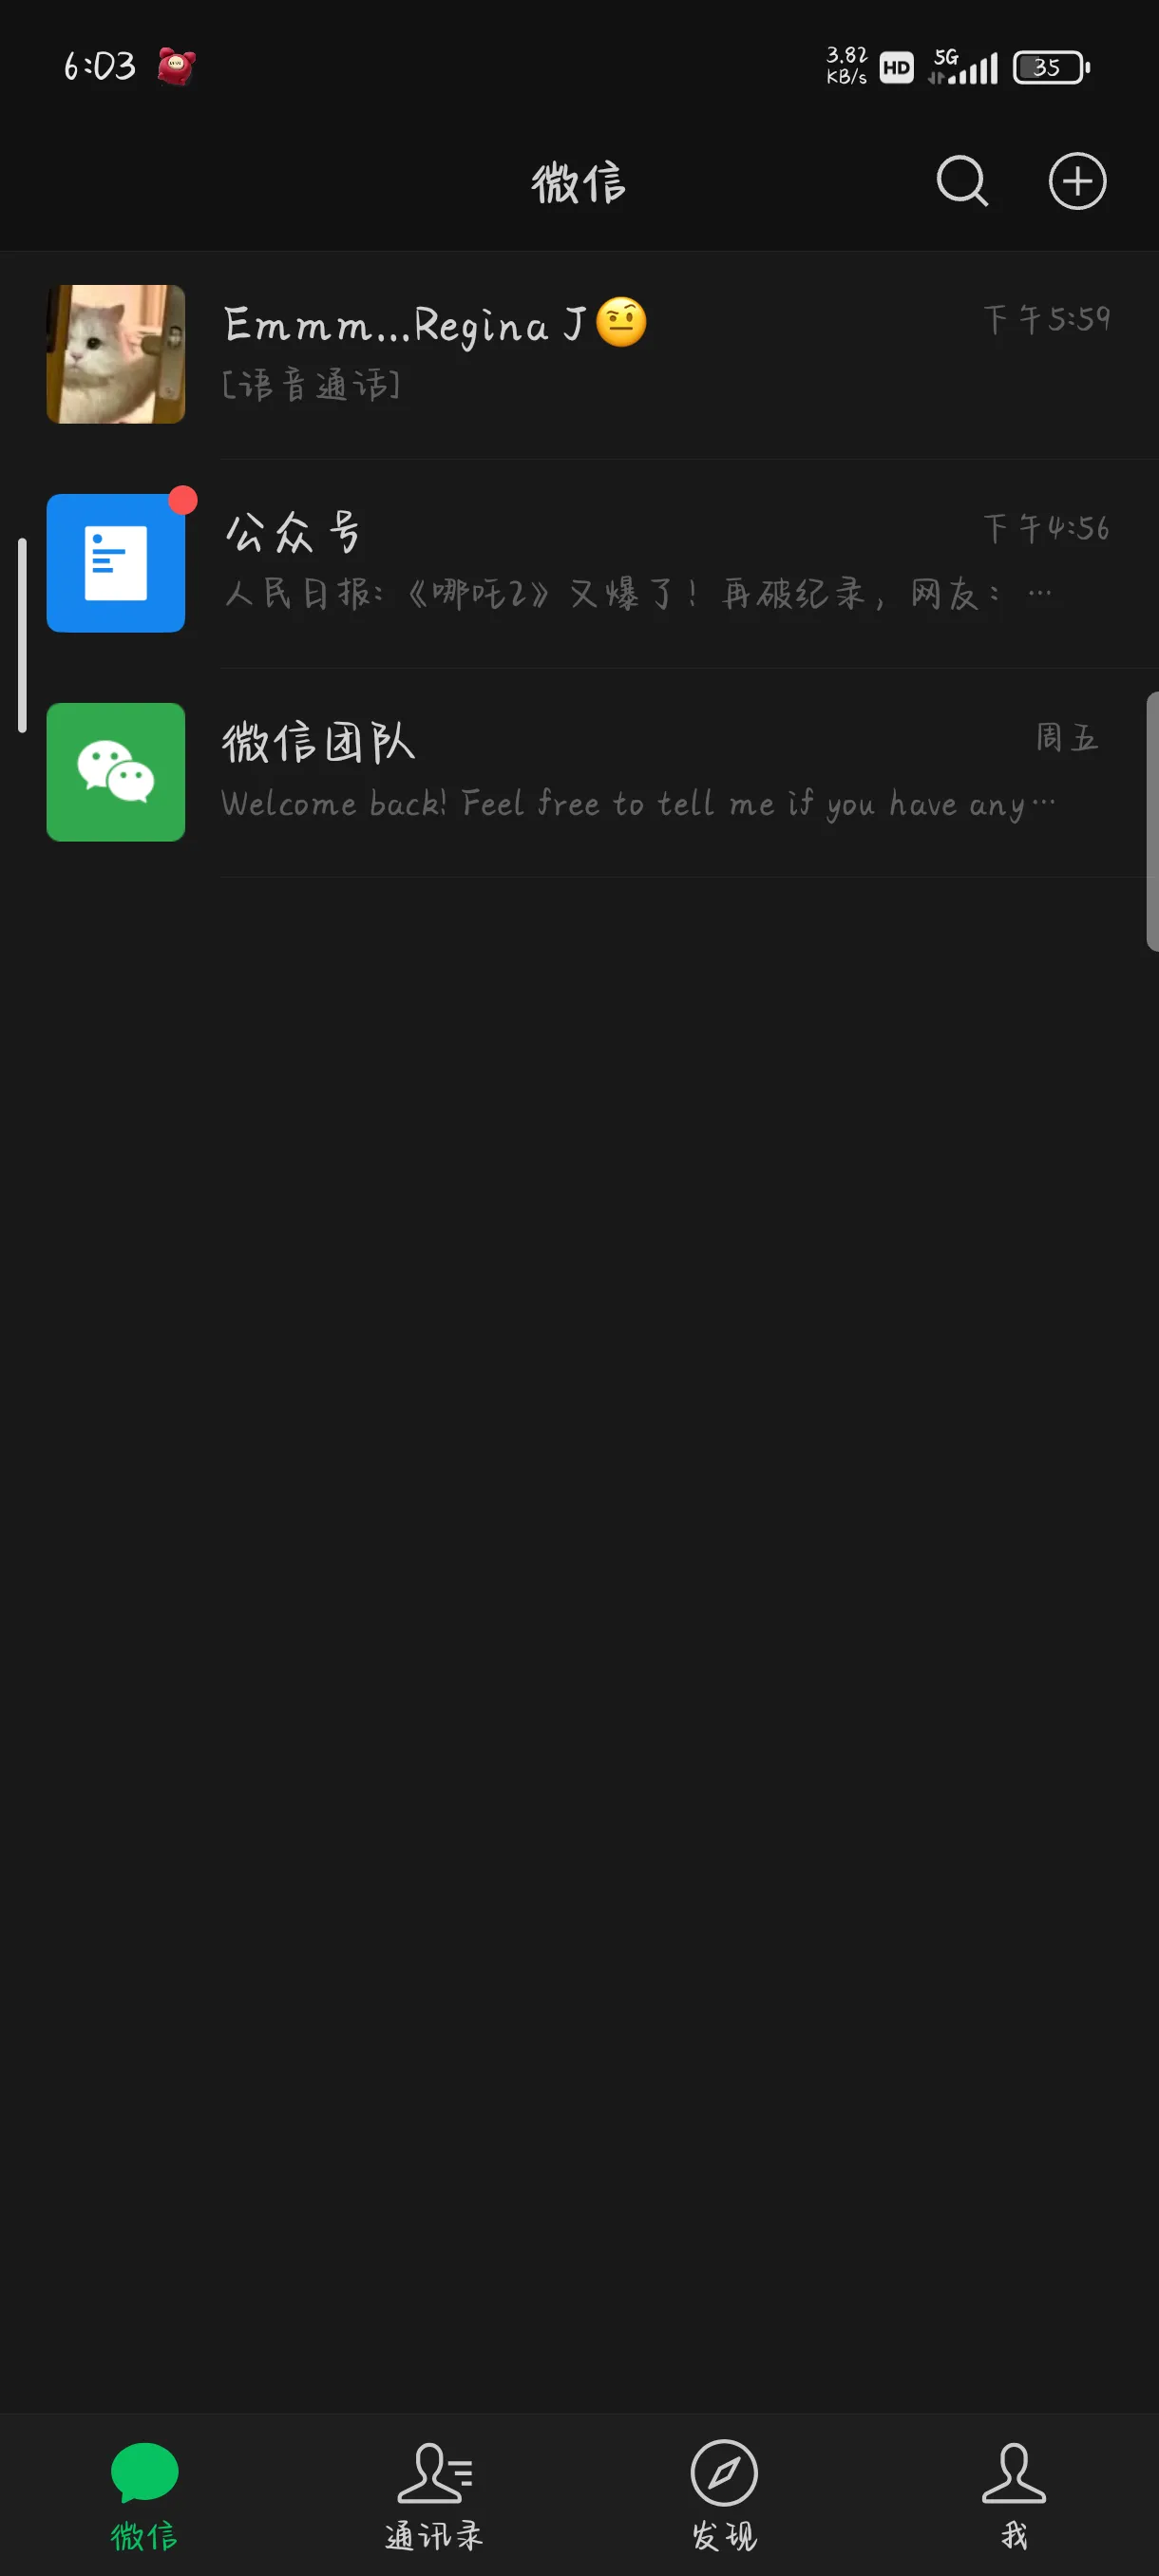 6:03
3.82 KB/s HD 5G 35
微信
Emmm...Regina J🤨 下午5:59
[语音通话]
公众号 下午4:56
人民日报:《哪吒2》又爆了!再破纪录,网友:…
微信团队 周五
Welcome back! Feel free to tell me if you have any…
微信 通讯录 发现 我